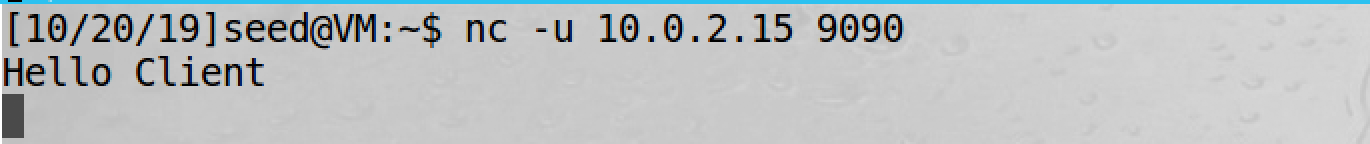 [10/20/19]seed@VM:~$ nc -u 10.0.2.15 9090
Hello Client